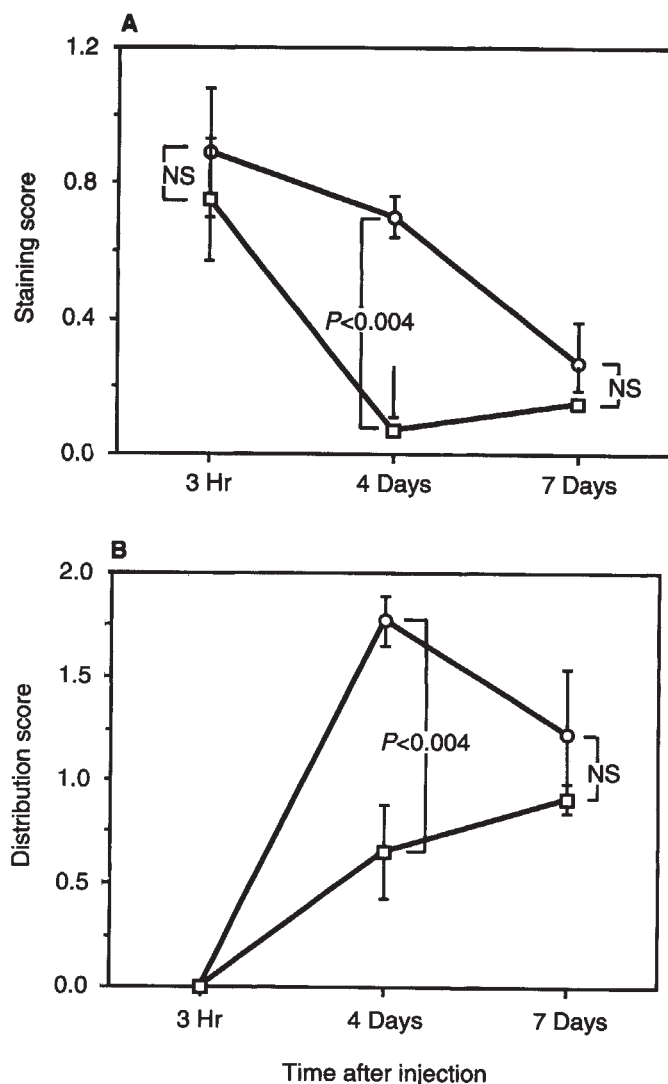 A
1.2
0.8
0.4
0.0
Staining score
NS
P<0.004
NS
3 Hr 4 Days 7 Days
B
2.0
1.5
1.0
0.5
0.0
Distribution score
P<0.004
NS
3 Hr 4 Days 7 Days
Time after injection